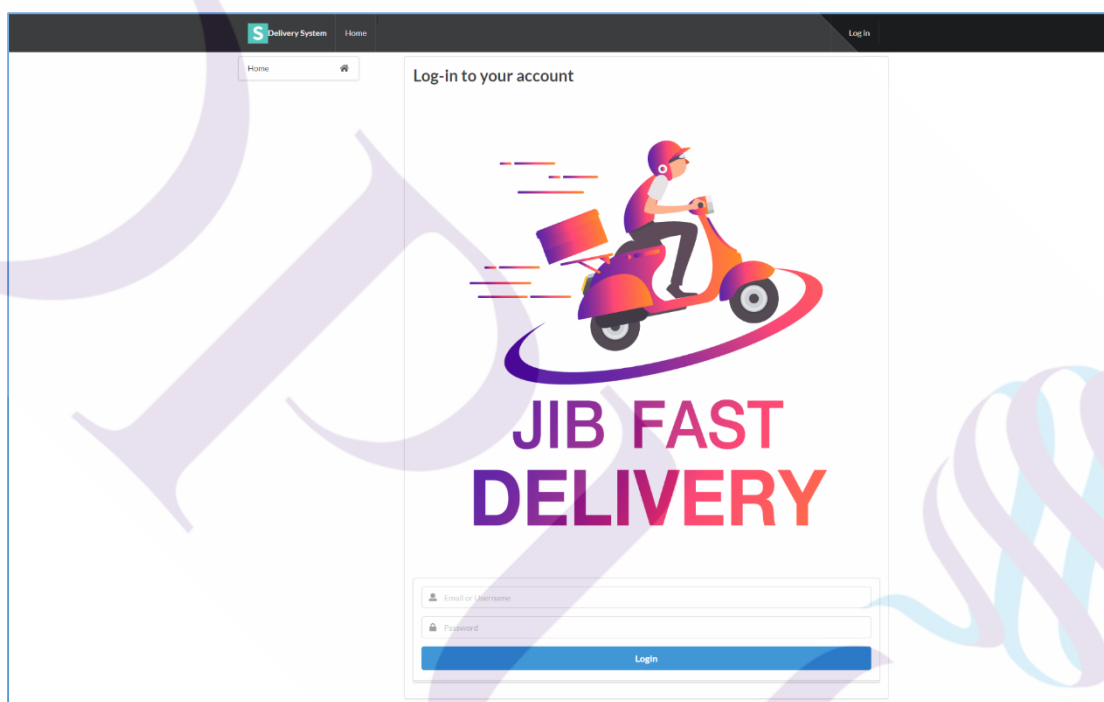 S Delivery System Home Log in
Home
Log-in to your account
JIB FAST
DELIVERY
Email or Username
Password
Login